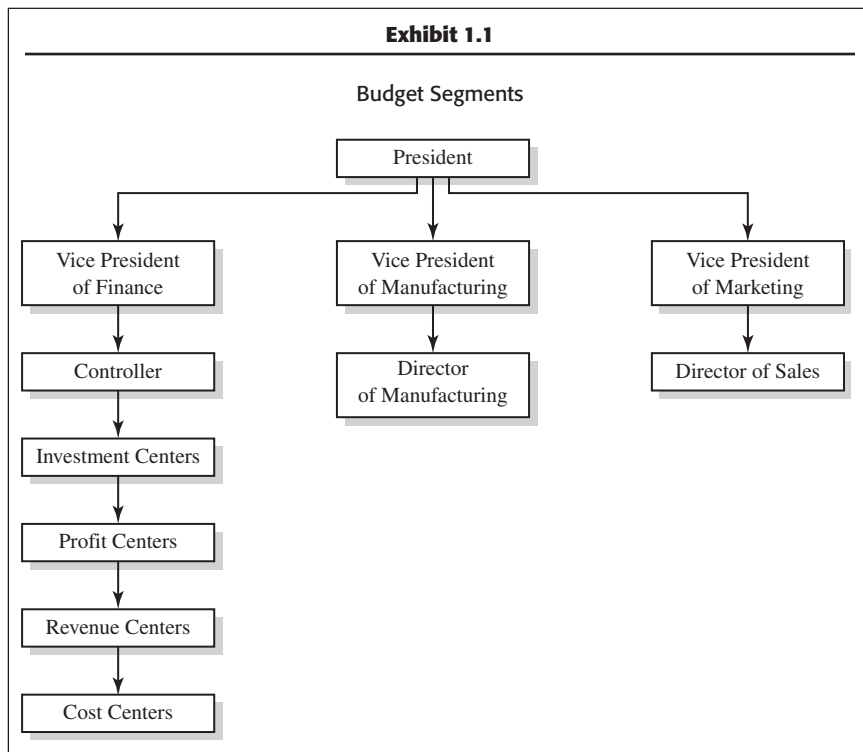 Exhibit 1.1
Budget Segments
President
Vice President
of Finance
Vice President
of Manufacturing
Vice President
of Marketing
Controller
Director
of Manufacturing
Director of Sales
Investment Centers
Profit Centers
Revenue Centers
Cost Centers